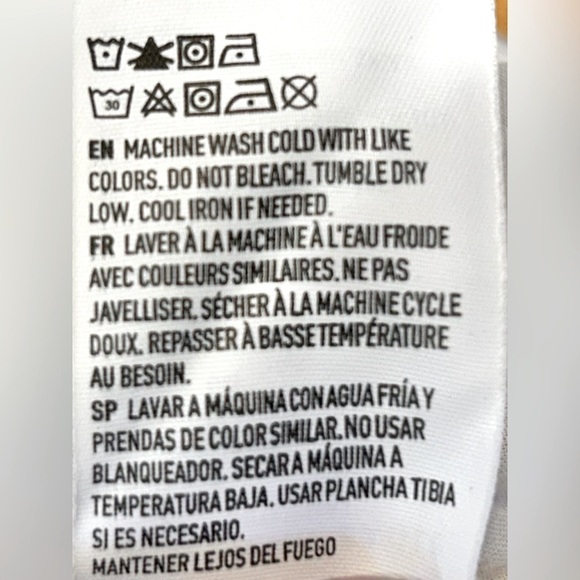 30
EN MACHINE WASH COLD WITH LIKE
COLORS. DO NOT BLEACH. TUMBLE DRY
LOW. COOL IRON IF NEEDED.
FR LAVER À LA MACHINE À L'EAU FROIDE
AVEC COULEURS SIMILAIRES. NE PAS
JAVELLISER. SÉCHER À LA MACHINE CYCLE
DOUX. REPASSER À BASSE TEMPÉRATURE
AU BESOIN.
SP LAVAR A MÁQUINA CON AGUA FRÍA Y
PRENDAS DE COLOR SIMILAR. NO USAR
BLANQUEADOR. SECAR A MÁQUINA A
TEMPERATURA BAJA. USAR PLANCHA TIBIA
SI ES NECESARIO.
MANTENER LEJOS DEL FUEGO